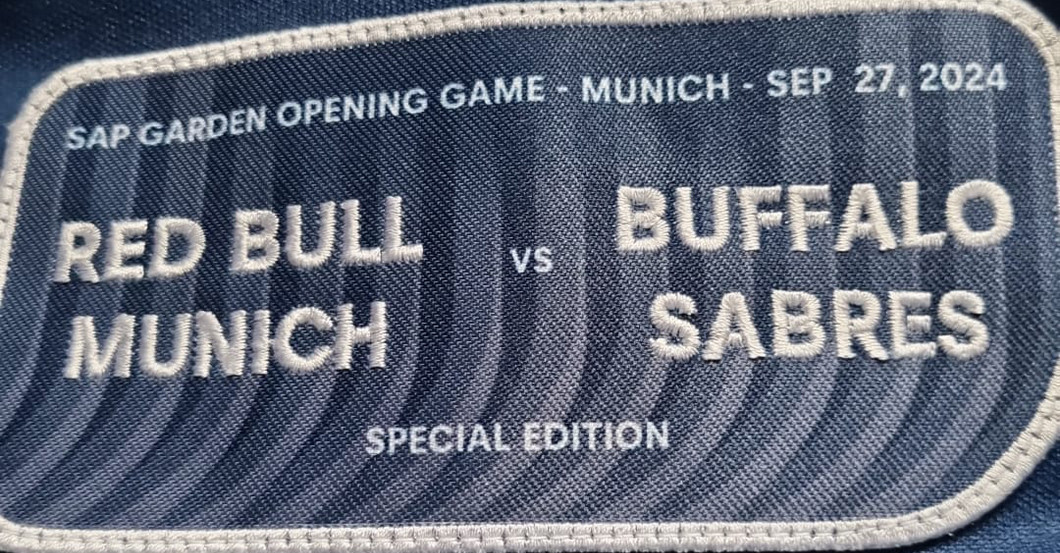 SAP GARDEN OPENING GAME - MUNICH - SEP 27, 2024
RED BULL
MUNICH
VS
BUFFALO
SABRES
SPECIAL EDITION